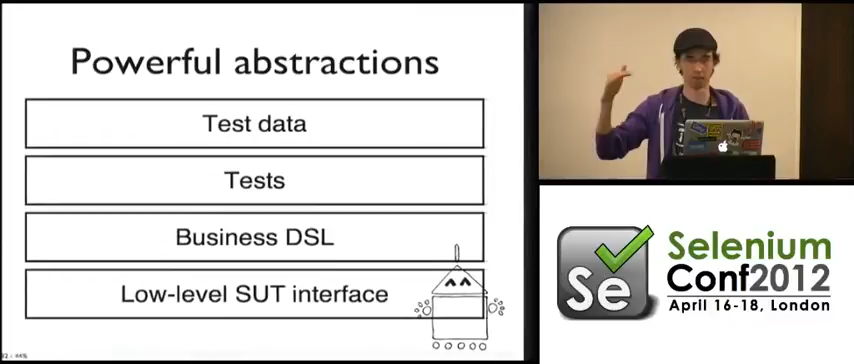 Powerful abstractions
Test data
Tests
Business DSL
Low-level SUT interface
Se
Selenium
Conf2012
April 16-18, London